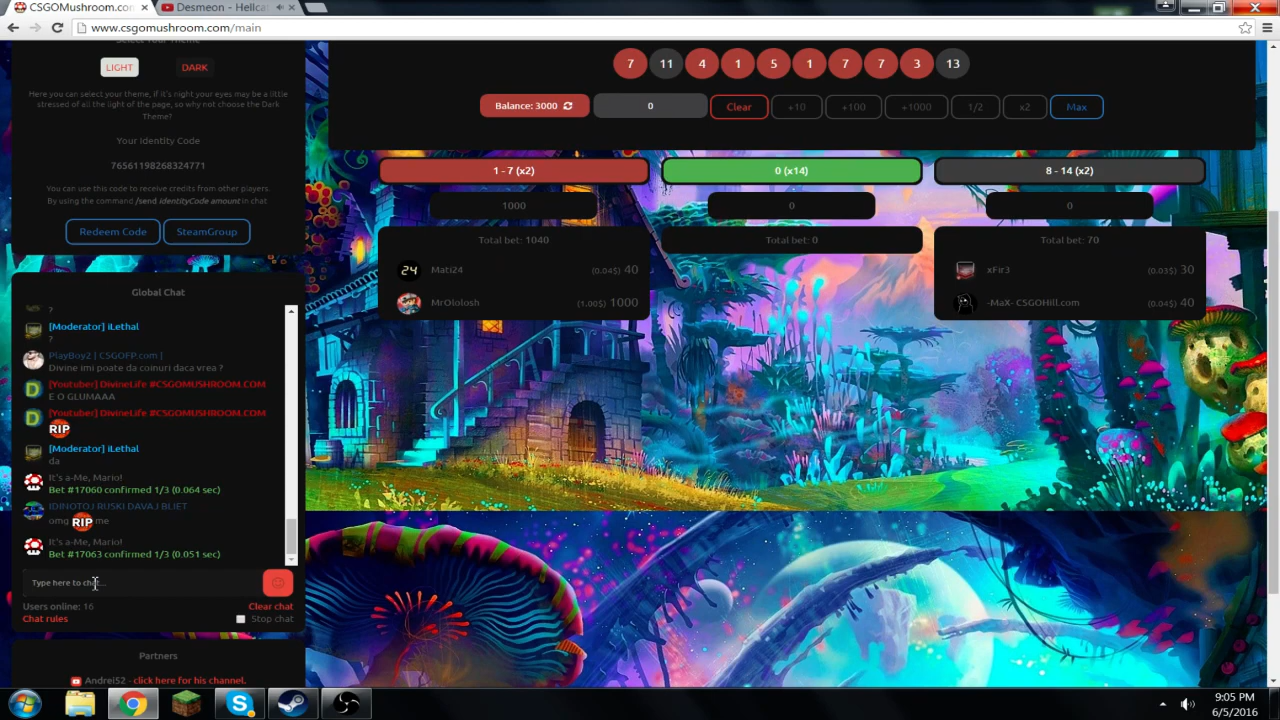 CSGOMushroom.com
Desmeon - Hellcat
www.csgomushroom.com/main
Select Your Theme
LIGHT
DARK
Here you can select your theme, if it's night your eyes may be a little
stressed of all the light of the page, so why not choose the Dark
Theme?
Your Identity Code
76561198268324771
You can use this code to receive credits from other players.
By using the command /send identityCode amount in chat
Redeem Code
SteamGroup
Global Chat
?
[Moderator] iLethal
?
PlayBoy2 | CSGOFP.com |
Divine imi poate da coinuri daca vrea ?
[Youtuber] DivineLife #CSGOMUSHROOM.COM
E O GLUMAAA
[Youtuber] DivineLife #CSGOMUSHROOM.COM
RIP
[Moderator] iLethal
da
It's a-Me, Mario!
Bet #17060 confirmed 1/3 (0.064 sec)
IDINOTOJ RUSKI DAVAJ BLJET
omg RIP me
It's a-Me, Mario!
Bet #17063 confirmed 1/3 (0.051 sec)
Type here to chat...
Users online: 16
Clear chat
Chat rules
Stop chat
Partners
Andrei52 - click here for his channel.
7 11 4 1 5 1 7 7 3 13
Balance: 3000
0
Clear
+10
+100
+1000
1/2
x2
Max
1 - 7 (x2)
0 (x14)
8 - 14 (x2)
1000
0
0
Total bet: 1040
Total bet: 0
Total bet: 70
24 Mati24 (0.04$) 40
MrOlolosh (1.00$) 1000
xFir3 (0.03$) 30
-MaX- CSGOHill.com (0.04$) 40
9:05 PM
6/5/2016